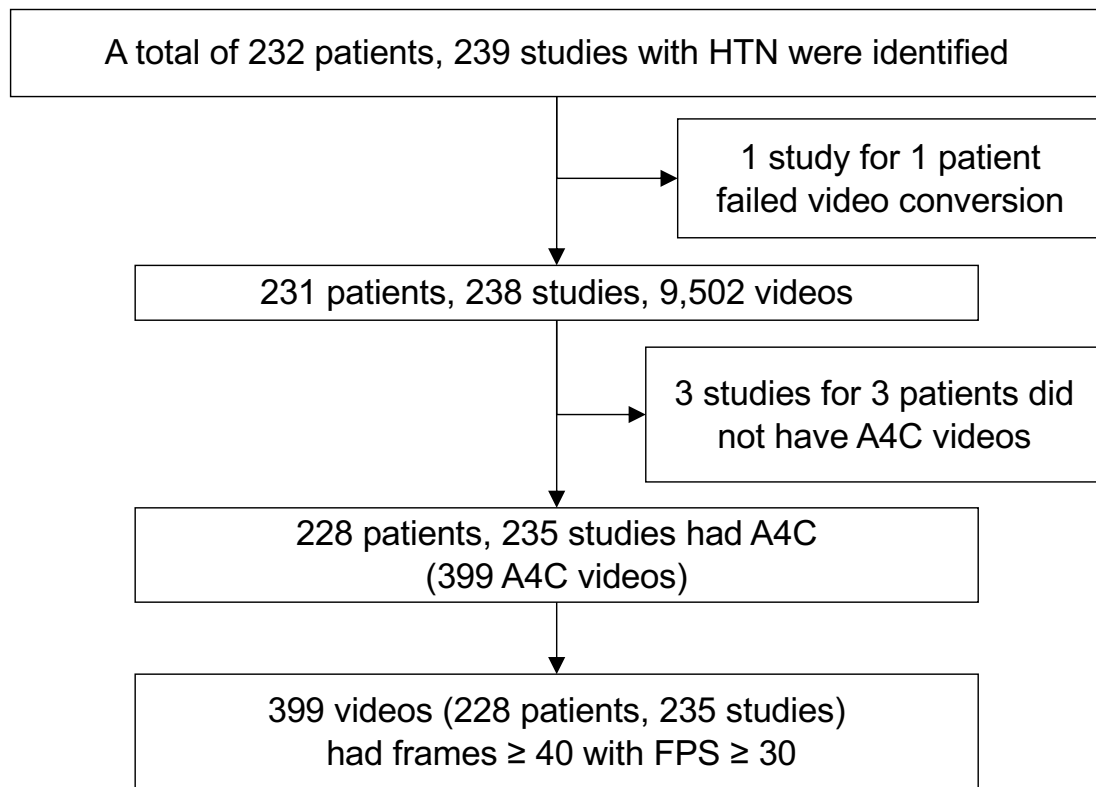 A total of 232 patients, 239 studies with HTN were identified
1 study for 1 patient
failed video conversion
231 patients, 238 studies, 9,502 videos
3 studies for 3 patients did
not have A4C videos
228 patients, 235 studies had A4C
(399 A4C videos)
399 videos (228 patients, 235 studies)
had frames ≥ 40 with FPS ≥ 30